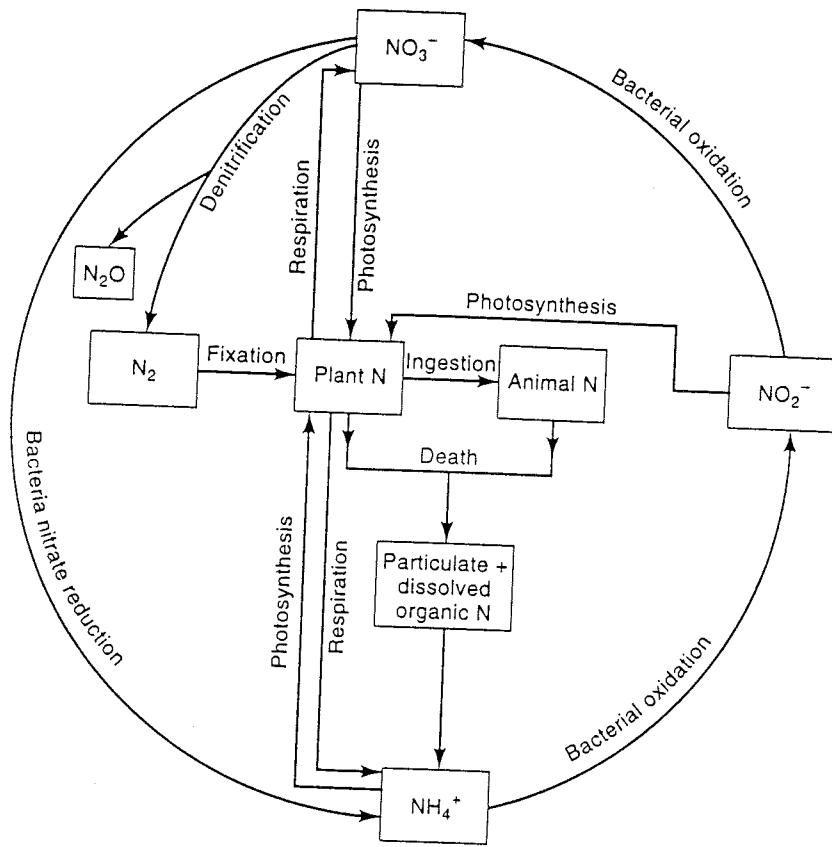 NO₃⁻
Bacterial oxidation
Denitrification
Respiration
Photosynthesis
N₂O
Photosynthesis
N₂
Fixation
Plant N
Ingestion
Animal N
NO₂⁻
Death
Bacteria nitrate reduction
Photosynthesis
Respiration
Particulate +
dissolved
organic N
Bacterial oxidation
NH₄⁺